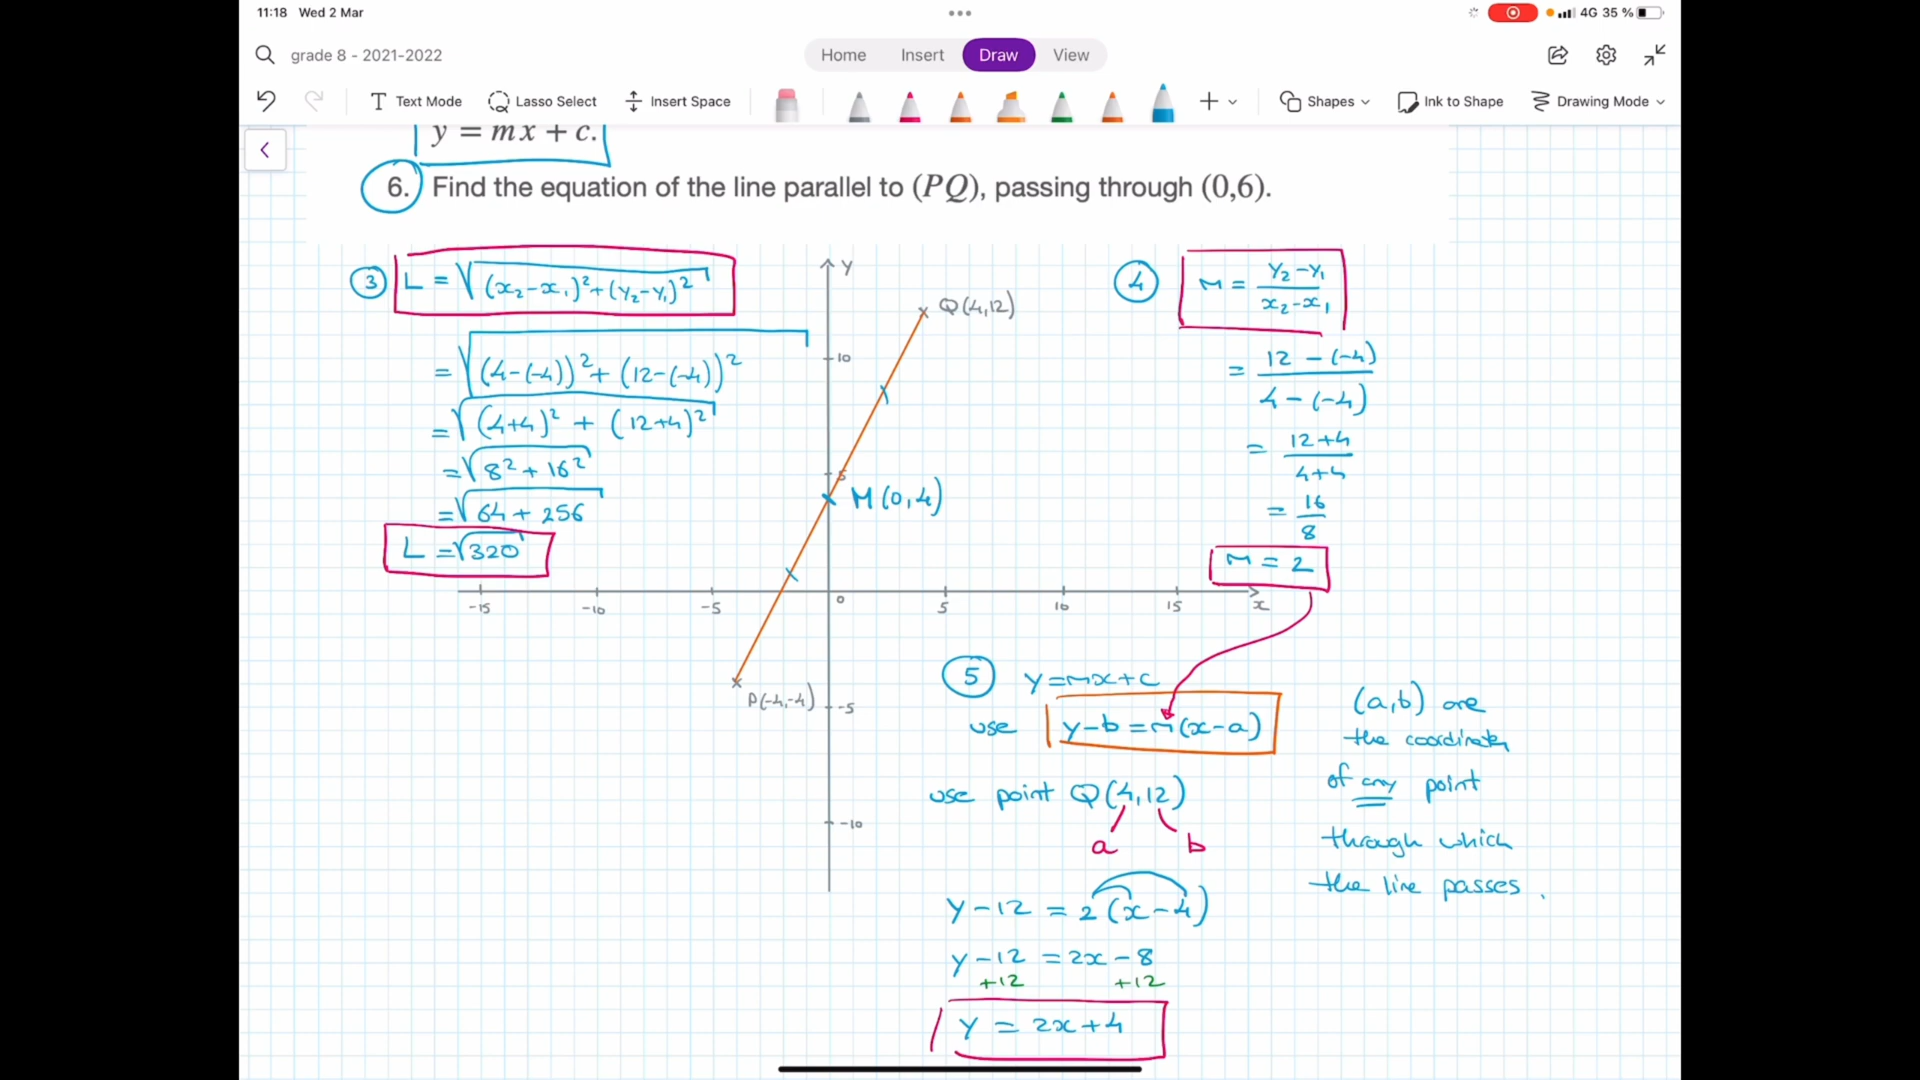 11:18 Wed 2 Mar
4G 35 %
grade 8 - 2021-2022
Home Insert Draw View
Text Mode Lasso Select Insert Space Shapes Ink to Shape Drawing Mode
y = mx + c.
6. Find the equation of the line parallel to (PQ), passing through (0,6).
3 L = √((x₂-x₁)²+(y₂-y₁)²)
= √((4-(-4))² + (12-(-4))²)
= √((4+4)² + (12+4)²)
= √(8² + 16²)
= √(64 + 256)
L = √320
y
Q(4,12)
10
5
M(0,4)
-15 -10 -5 0 5 10 15 x
P(-4,-4)
-5
-10
4 M = (y₂-y₁)/(x₂-x₁)
= (12 - (-4))/(4 - (-4))
= (12+4)/(4+4)
= 16/8
M = 2
5 y=mx+c
use y-b = m(x-a)
use point Q(4,12)
a b
y-12 = 2(x-4)
y-12 = 2x-8
+12 +12
y = 2x+4
(a,b) are
the coordinates
of any point
through which
the line passes.